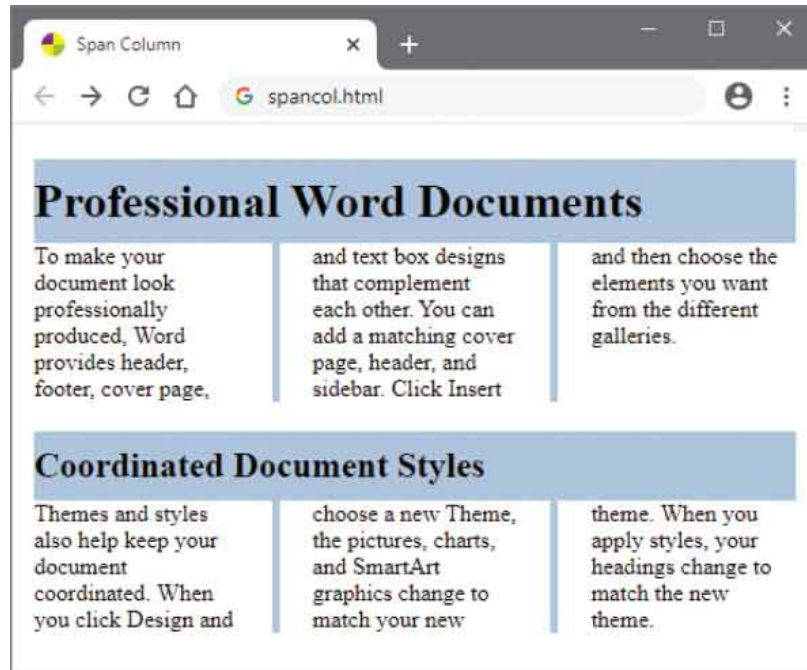 Span Column
spancol.html
Professional Word Documents
To make your
document look
professionally
produced, Word
provides header,
footer, cover page,
and text box designs
that complement
each other. You can
add a matching cover
page, header, and
sidebar. Click Insert
and then choose the
elements you want
from the different
galleries.
Coordinated Document Styles
Themes and styles
also help keep your
document
coordinated. When
you click Design and
choose a new Theme,
the pictures, charts,
and SmartArt
graphics change to
match your new
theme. When you
apply styles, your
headings change to
match the new
theme.